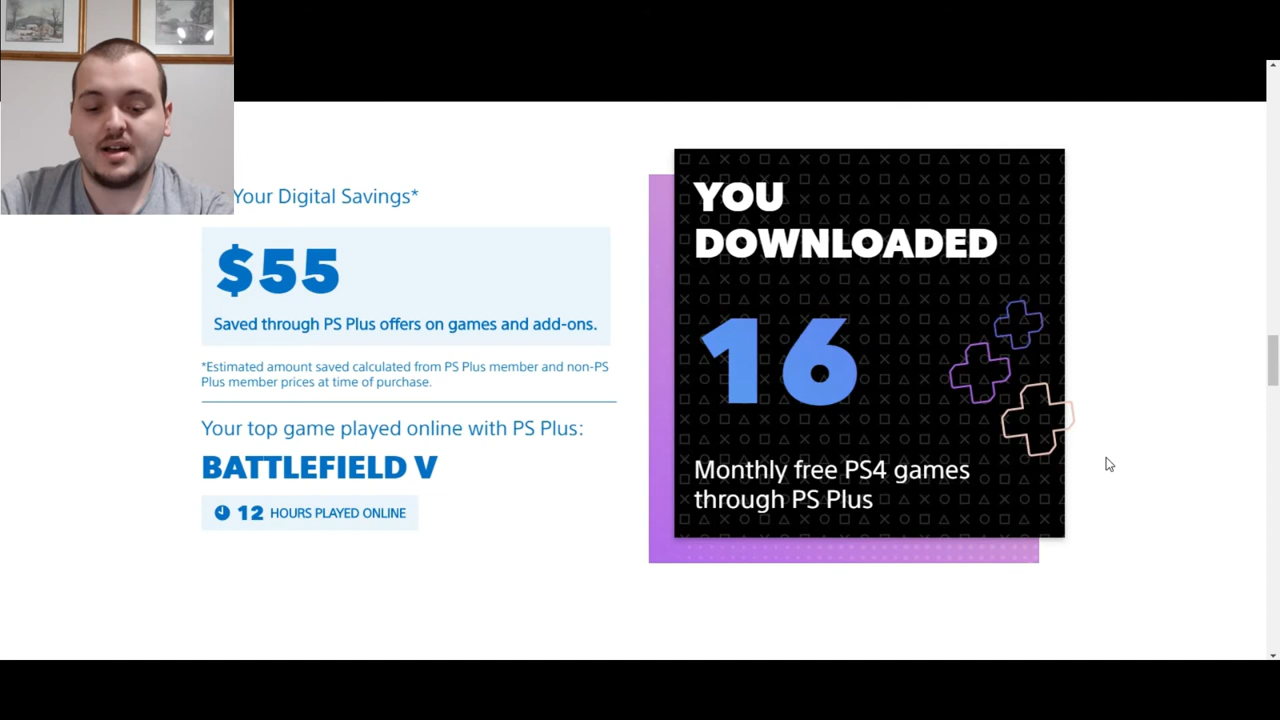 Your Digital Savings*
$55
Saved through PS Plus offers on games and add-ons.
*Estimated amount saved calculated from PS Plus member and non-PS
Plus member prices at time of purchase.
Your top game played online with PS Plus:
BATTLEFIELD V
12 HOURS PLAYED ONLINE
YOU
DOWNLOADED
16
Monthly free PS4 games
through PS Plus